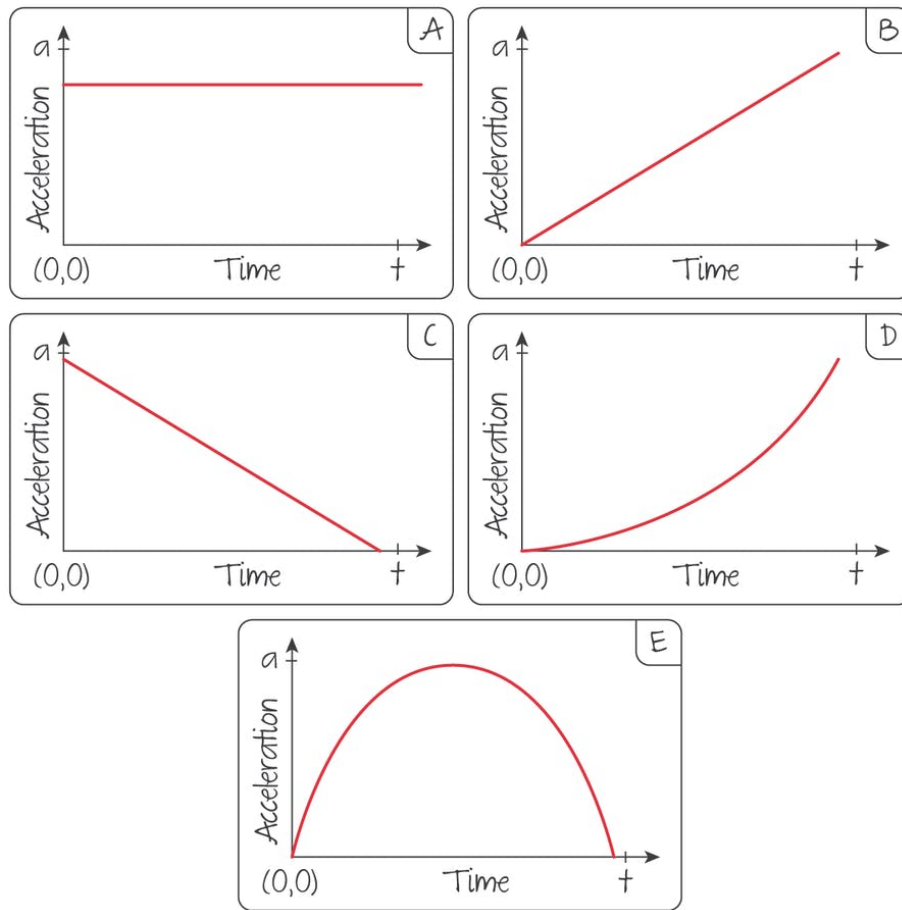 A
a
Acceleration
(0,0) Time t
B
a
Acceleration
(0,0) Time t
C
a
Acceleration
(0,0) Time t
D
a
Acceleration
(0,0) Time t
E
a
Acceleration
(0,0) Time t